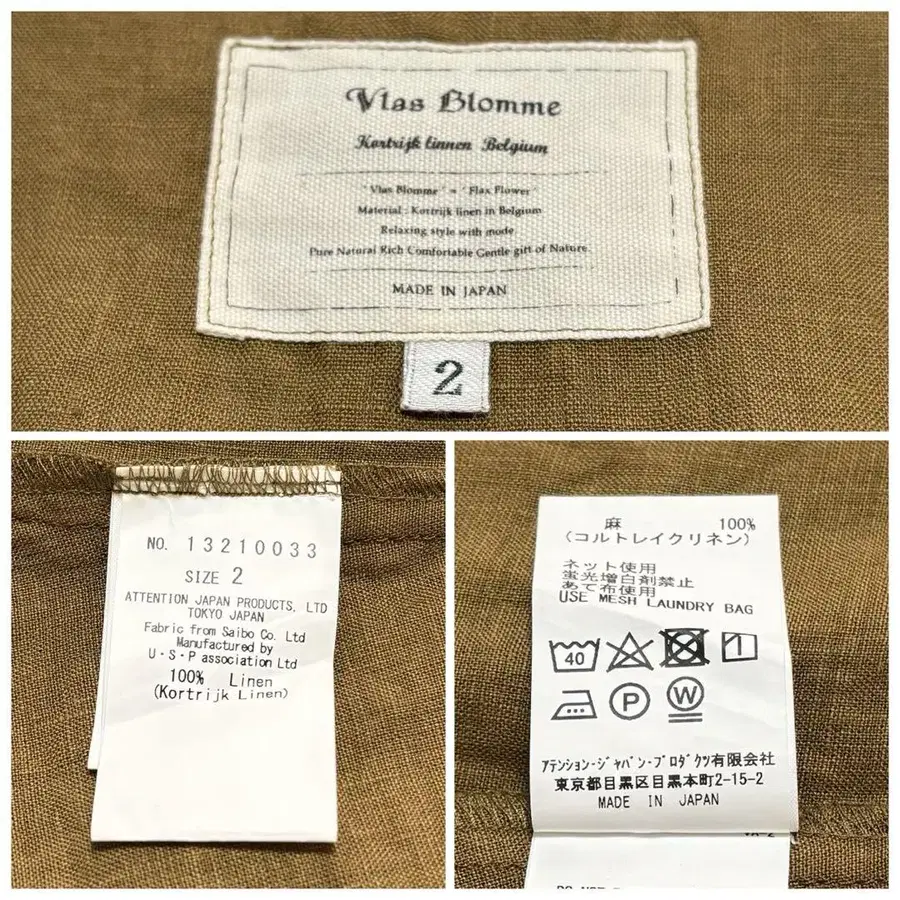 Vlas Blomme
Kortrijk linnen Belgium
'Vlas Blomme' = 'Flax Flower'
Material : Kortrijk linen in Belgium
Relaxing style with mode
Pure Natural Rich Comfortable Gentle gift of Nature.
MADE IN JAPAN
2
NO. 13210033
SIZE 2
ATTENTION JAPAN PRODUCTS, LTD
TOKYO JAPAN
Fabric from Saibo Co. Ltd
Manufactured by
U・S・P association Ltd
100% Linen
(Kortrijk Linen)
麻 100%
(コルトレイクリネン)
ネット使用
蛍光増白剤禁止
あて布使用
USE MESH LAUNDRY BAG
40
P W
ｱﾃﾝｼｮﾝ･ｼﾞｬﾊﾟﾝ･ﾌﾟﾛﾀﾞｸﾂ有限会社
東京都目黒区目黒本町2-15-2
MADE IN JAPAN